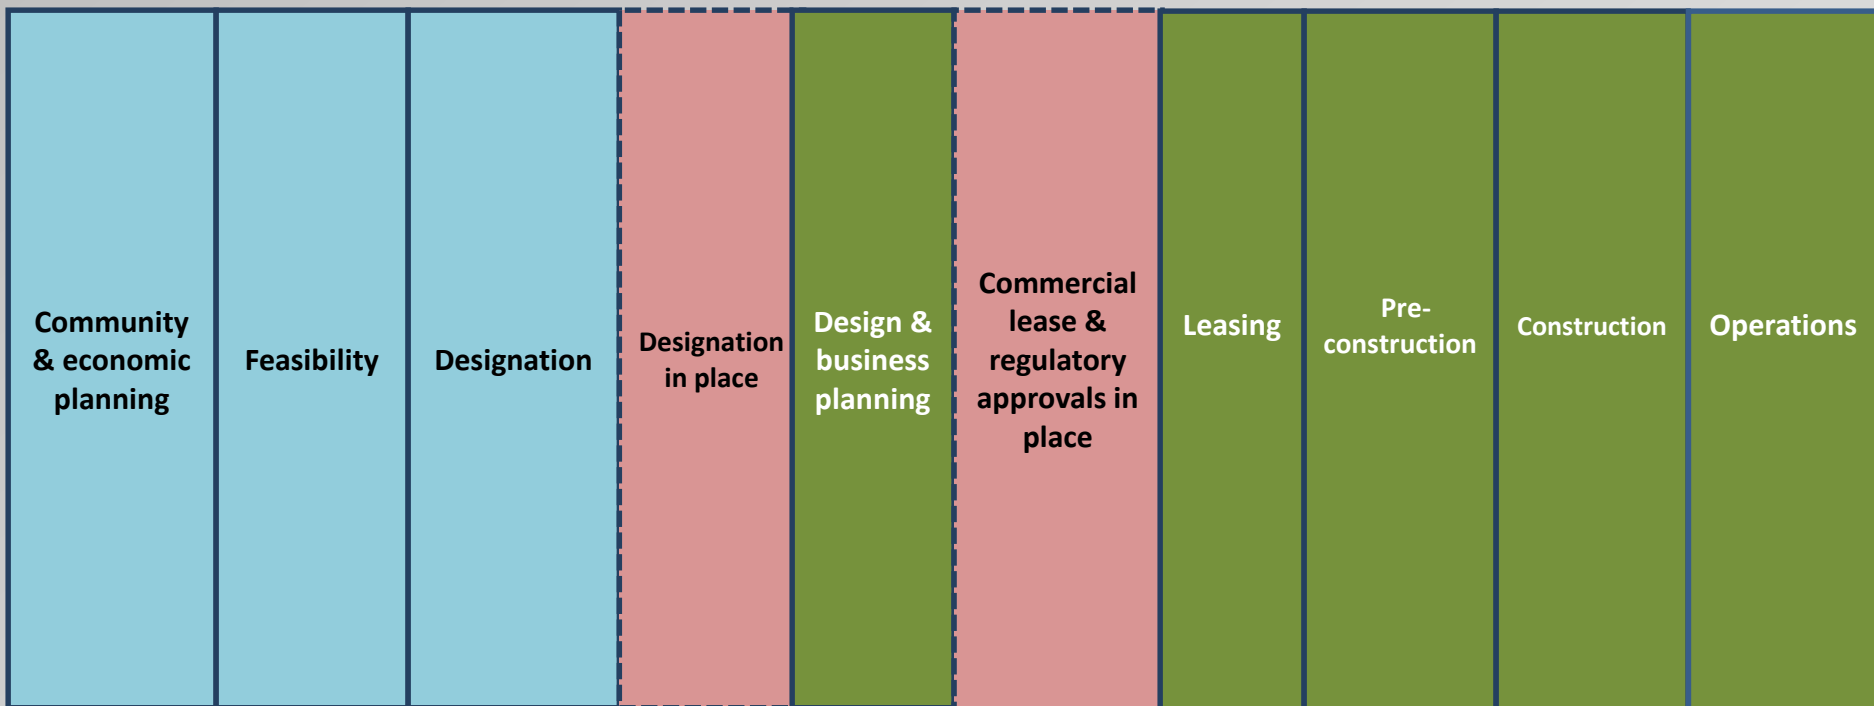 Community
& economic
planning
Feasibility
Designation
Designation
in place
Design &
business
planning
Commercial
lease &
regulatory
approvals in
place
Leasing
Pre-
construction
Construction
Operations